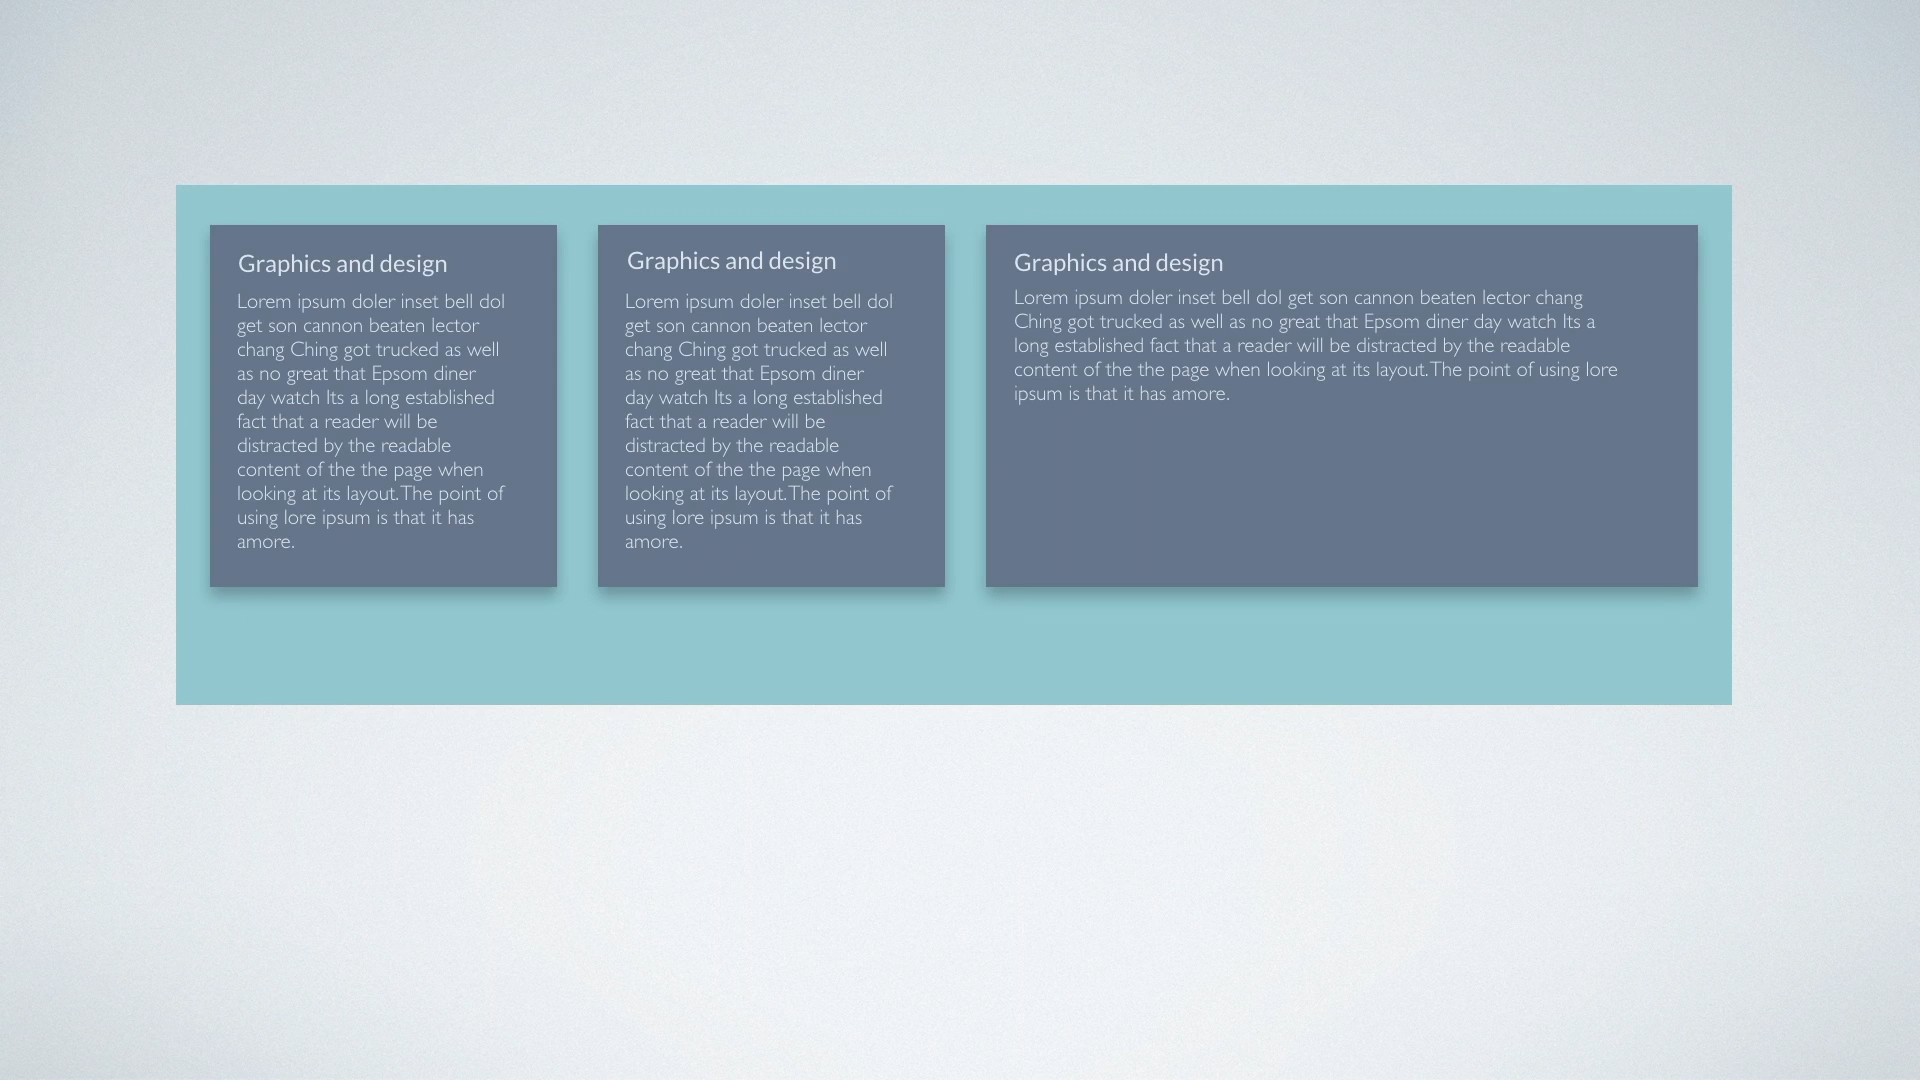 Graphics and design
Lorem ipsum doler inset bell dol
get son cannon beaten lector
chang Ching got trucked as well
as no great that Epsom diner
day watch Its a long established
fact that a reader will be
distracted by the readable
content of the the page when
looking at its layout. The point of
using lore ipsum is that it has
amore.
Graphics and design
Lorem ipsum doler inset bell dol
get son cannon beaten lector
chang Ching got trucked as well
as no great that Epsom diner
day watch Its a long established
fact that a reader will be
distracted by the readable
content of the the page when
looking at its layout. The point of
using lore ipsum is that it has
amore.
Graphics and design
Lorem ipsum doler inset bell dol get son cannon beaten lector chang
Ching got trucked as well as no great that Epsom diner day watch Its a
long established fact that a reader will be distracted by the readable
content of the the page when looking at its layout. The point of using lore
ipsum is that it has amore.